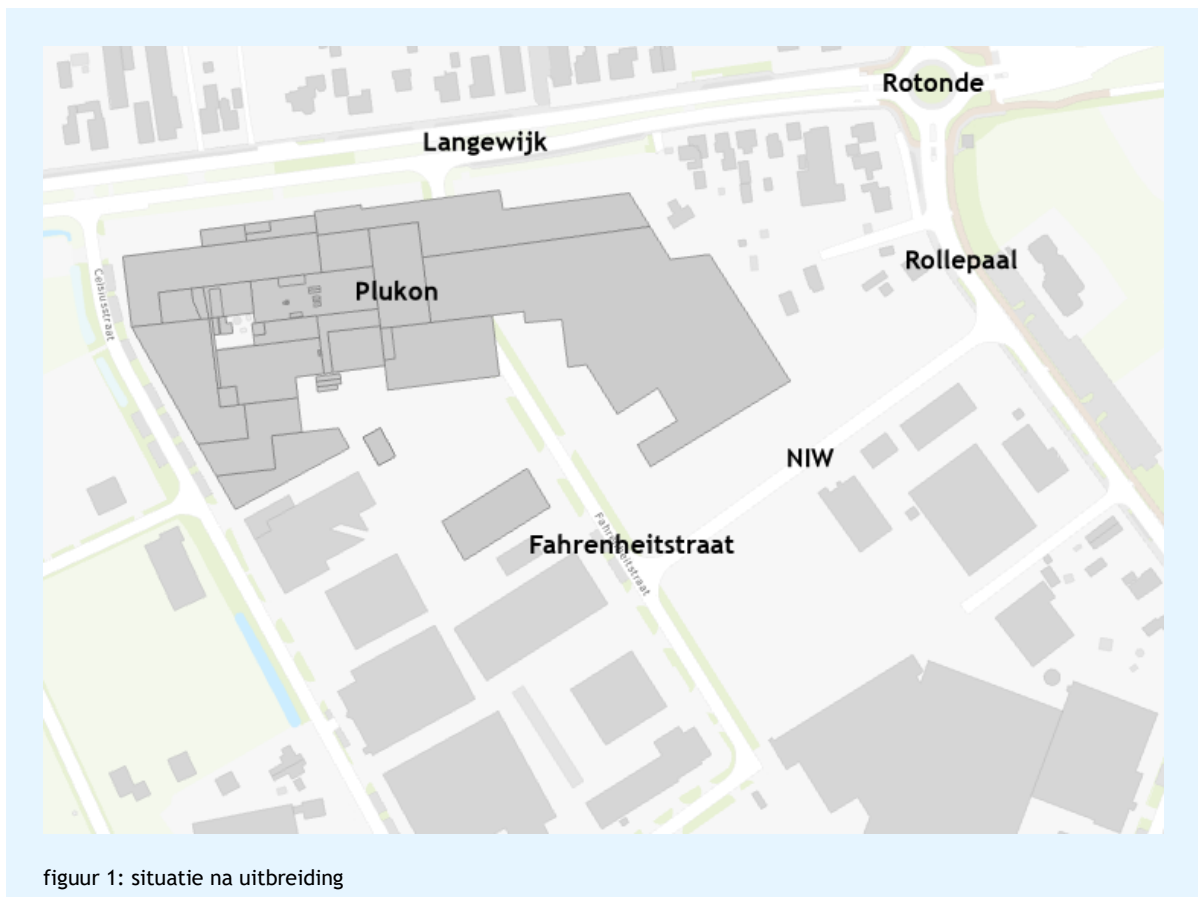 Rotonde
Langewijk
Rollepaal
Celsiusstraat
Plukon
NIW
Fahrenheitstraat
Fahrenheitstraat
figuur 1: situatie na uitbreiding